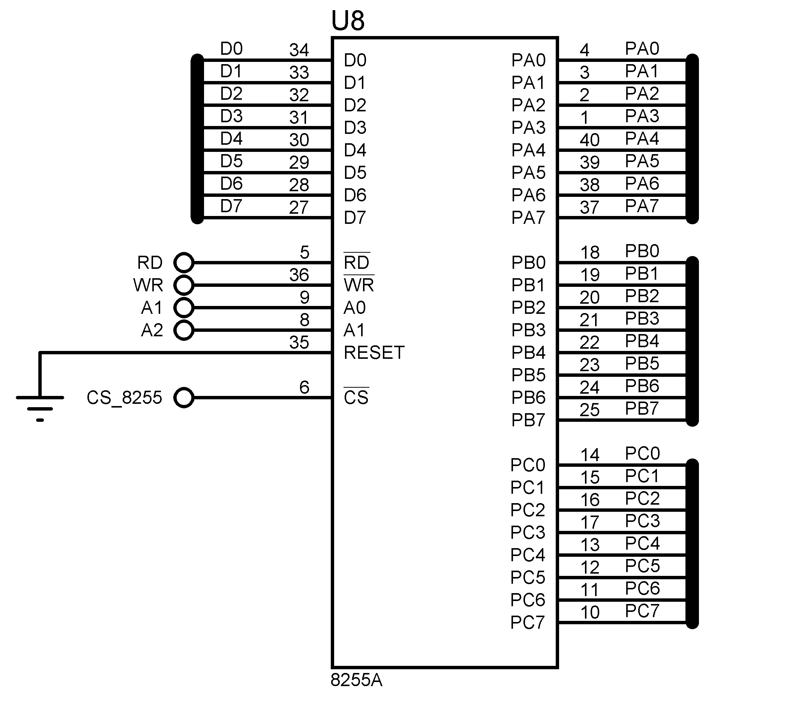 U8
D0 34 D0 PA0 4 PA0
D1 33 D1 PA1 3 PA1
D2 32 D2 PA2 2 PA2
D3 31 D3 PA3 1 PA3
D4 30 D4 PA4 40 PA4
D5 29 D5 PA5 39 PA5
D6 28 D6 PA6 38 PA6
D7 27 D7 PA7 37 PA7
RD 5 RD PB0 18 PB0
WR 36 WR PB1 19 PB1
A1 9 A0 PB2 20 PB2
A2 8 A1 PB3 21 PB3
35 RESET PB4 22 PB4
PB5 23 PB5
CS_8255 6 CS PB6 24 PB6
PB7 25 PB7
PC0 14 PC0
PC1 15 PC1
PC2 16 PC2
PC3 17 PC3
PC4 13 PC4
PC5 12 PC5
PC6 11 PC6
PC7 10 PC7
8255A